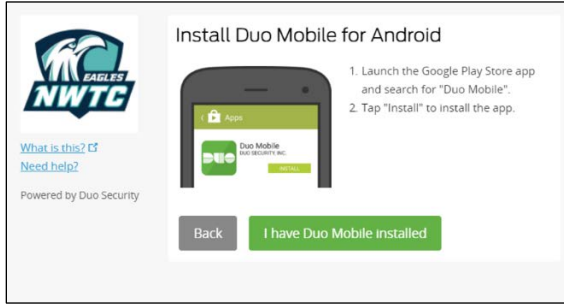 EAGLES
NWTC
What is this?
Need help?
Powered by Duo Security
Install Duo Mobile for Android
Apps
Duo Mobile
DUO SECURITY, INC.
INSTALL
1. Launch the Google Play Store app
and search for "Duo Mobile".
2. Tap "Install" to install the app.
Back
I have Duo Mobile installed